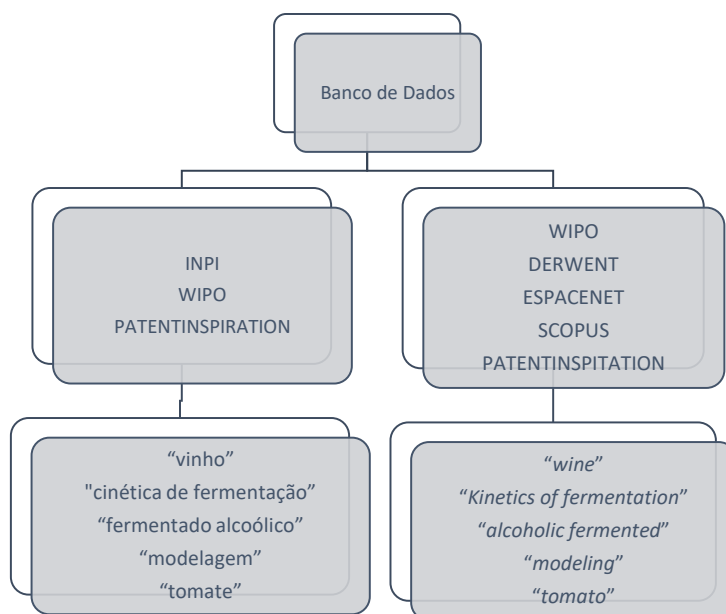 Banco de Dados
INPI
WIPO
PATENTINSPIRATION
WIPO
DERWENT
ESPACENET
SCOPUS
PATENTINSPITATION
“vinho”
"cinética de fermentação”
“fermentado alcoólico”
“modelagem”
“tomate”
“wine”
“Kinetics of fermentation”
“alcoholic fermented”
“modeling”
“tomato”